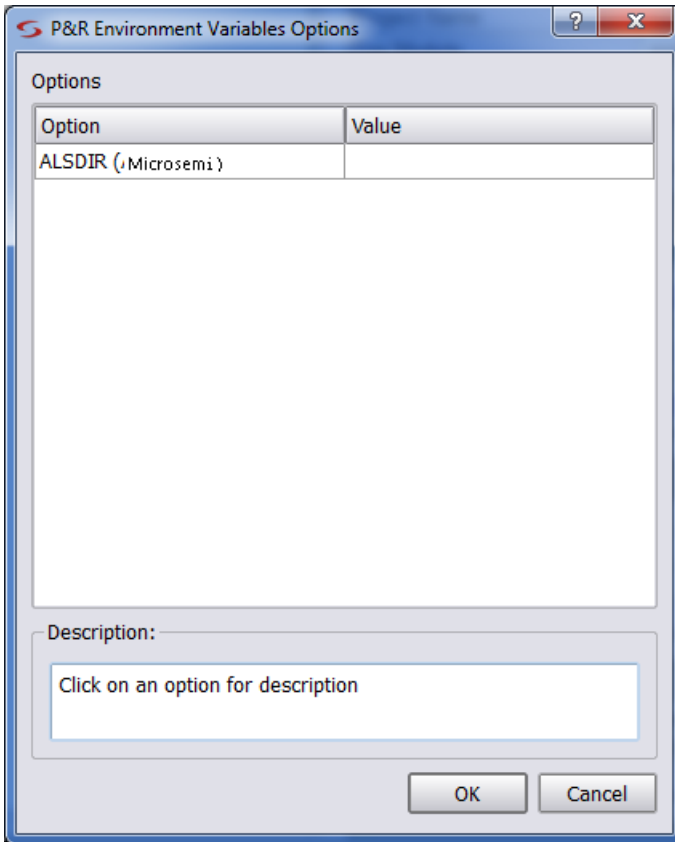 P&R Environment Variables Options
Options
Option Value
ALSDIR (Microsemi)
Description:
Click on an option for description
OK Cancel